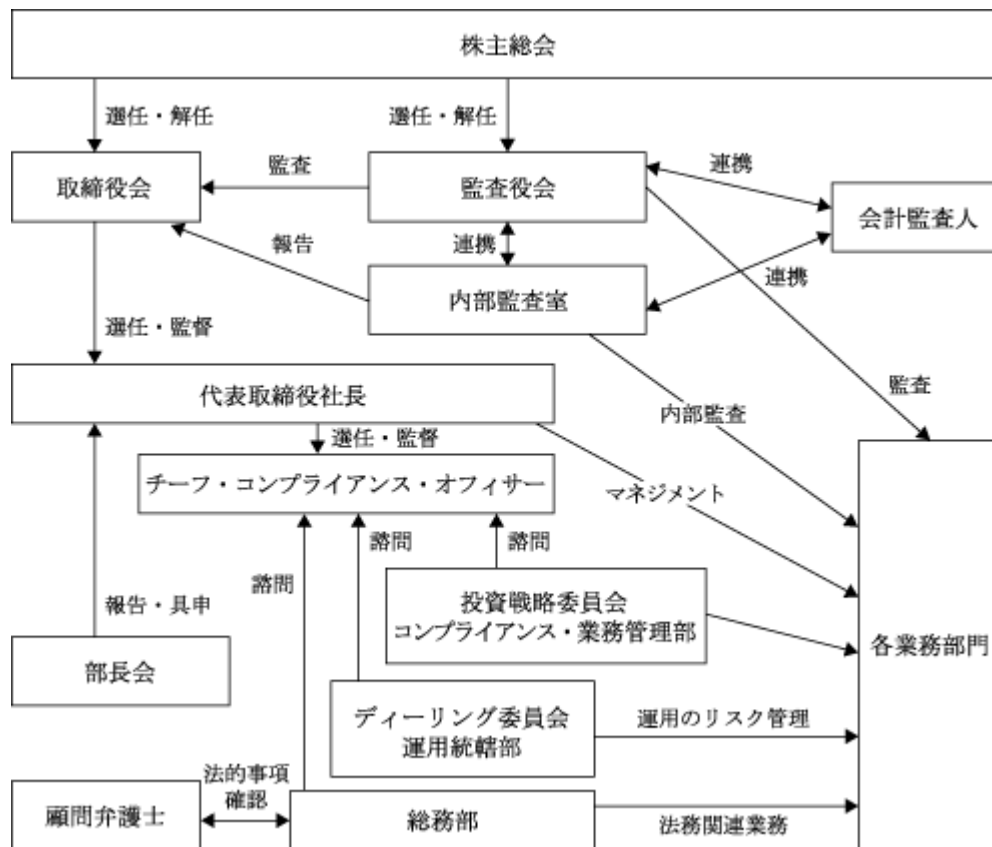 株主総会
選任・解任
選任・解任
取締役会
監査
監査役会
連携
会計監査人
報告
連携
連携
内部監査室
選任・監督
代表取締役社長
監査
内部監査
選任・監督
チーフ・コンプライアンス・オフィサー
マネジメント
諮問
諮問
諮問
報告・具申
投資戦略委員会
コンプライアンス・業務管理部
各業務部門
部長会
ディーリング委員会
運用統轄部
運用のリスク管理
法的事項
確認
顧問弁護士
総務部
法務関連業務